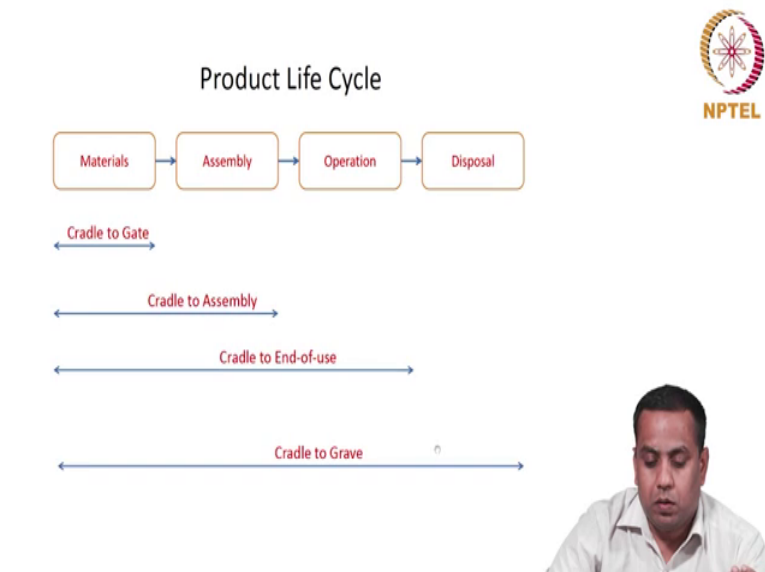 Product Life Cycle
NPTEL
Materials
Assembly
Operation
Disposal
Cradle to Gate
Cradle to Assembly
Cradle to End-of-use
Cradle to Grave